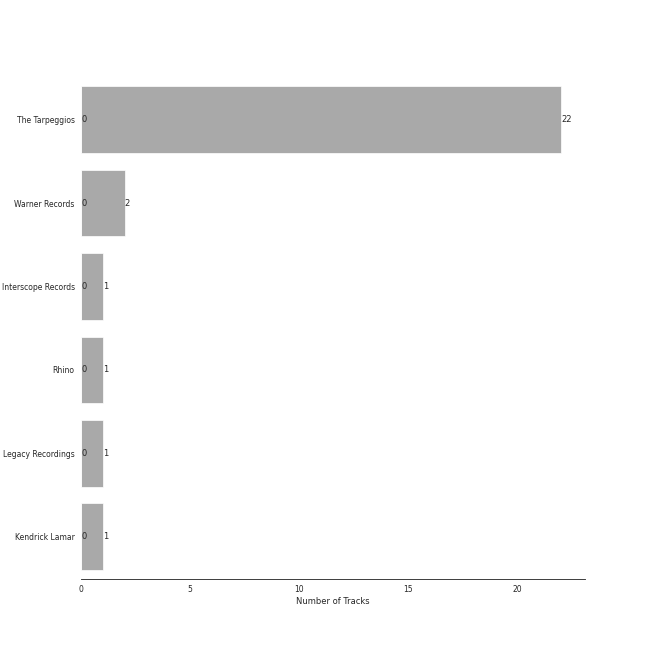 The Tarpeggios 0 22
Warner Records 0 2
Interscope Records 0 1
Rhino 0 1
Legacy Recordings 0 1
Kendrick Lamar 0 1
0 5 10 15 20
Number of Tracks